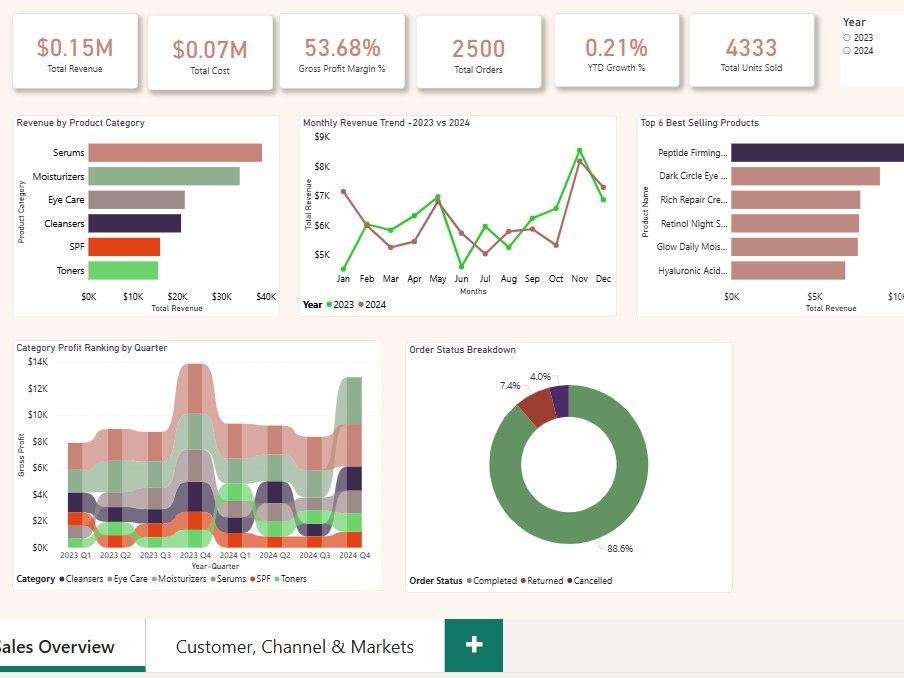 $0.15M
Total Revenue
$0.07M
Total Cost
53.68%
Gross Profit Margin %
2500
Total Orders
0.21%
YTD Growth %
4333
Total Units Sold
Year
2023
2024
Revenue by Product Category
Product Category
Serums
Moisturizers
Eye Care
Cleansers
SPF
Toners
$0K $10K $20K $30K $40K
Total Revenue
Monthly Revenue Trend -2023 vs 2024
Total Revenue
$9K
$8K
$7K
$6K
$5K
Jan Feb Mar Apr May Jun Jul Aug Sep Oct Nov Dec
Months
Year 2023 2024
Top 6 Best Selling Products
Product Name
Peptide Firming...
Dark Circle Eye ...
Rich Repair Cre...
Retinol Night S...
Glow Daily Mois...
Hyaluronic Acid...
$0K $5K $10
Total Revenue
Category Profit Ranking by Quarter
Gross Profit
$14K
$12K
$10K
$8K
$6K
$4K
$2K
$0K
2023 Q1 2023 Q2 2023 Q3 2023 Q4 2024 Q1 2024 Q2 2024 Q3 2024 Q4
Year-Quarter
Category Cleansers Eye Care Moisturizers Serums SPF Toners
Order Status Breakdown
4.0%
7.4%
88.6%
Order Status Completed Returned Cancelled
Sales Overview
Customer, Channel & Markets
+